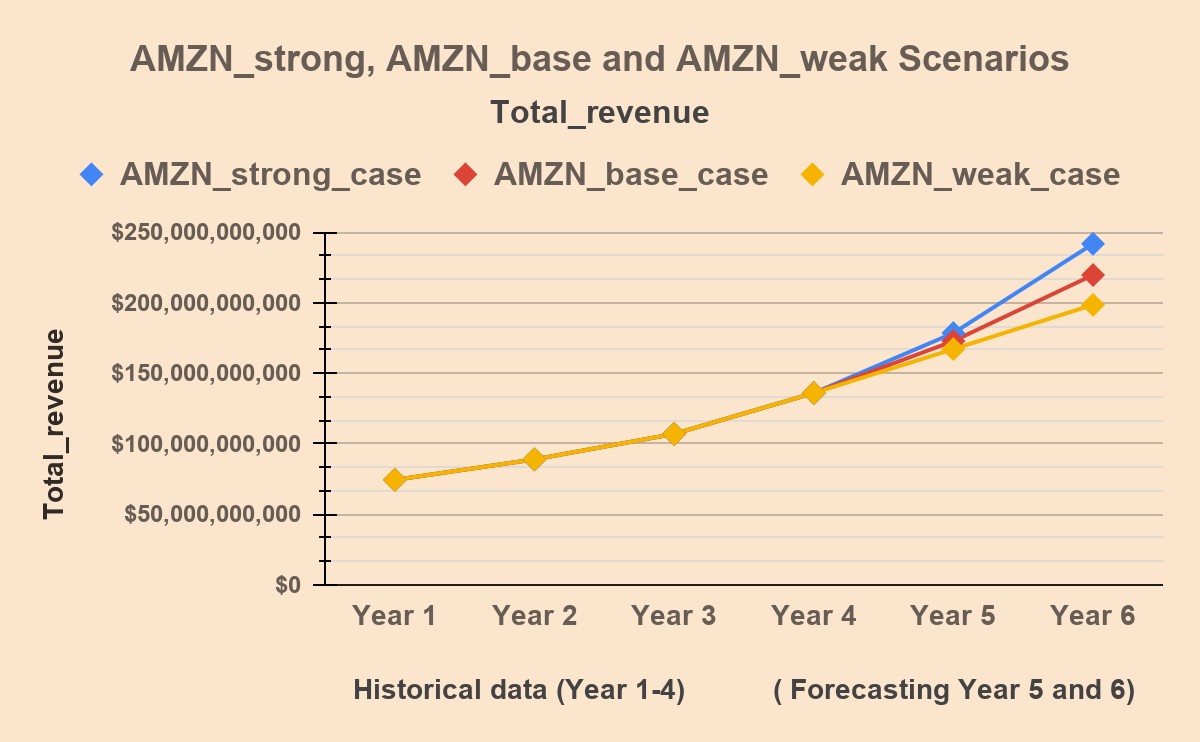 AMZN_strong, AMZN_base and AMZN_weak Scenarios
Total_revenue
AMZN_strong_case AMZN_base_case AMZN_weak_case
Total_revenue
$250,000,000,000
$200,000,000,000
$150,000,000,000
$100,000,000,000
$50,000,000,000
$0
Year 1 Year 2 Year 3 Year 4 Year 5 Year 6
Historical data (Year 1-4) ( Forecasting Year 5 and 6)